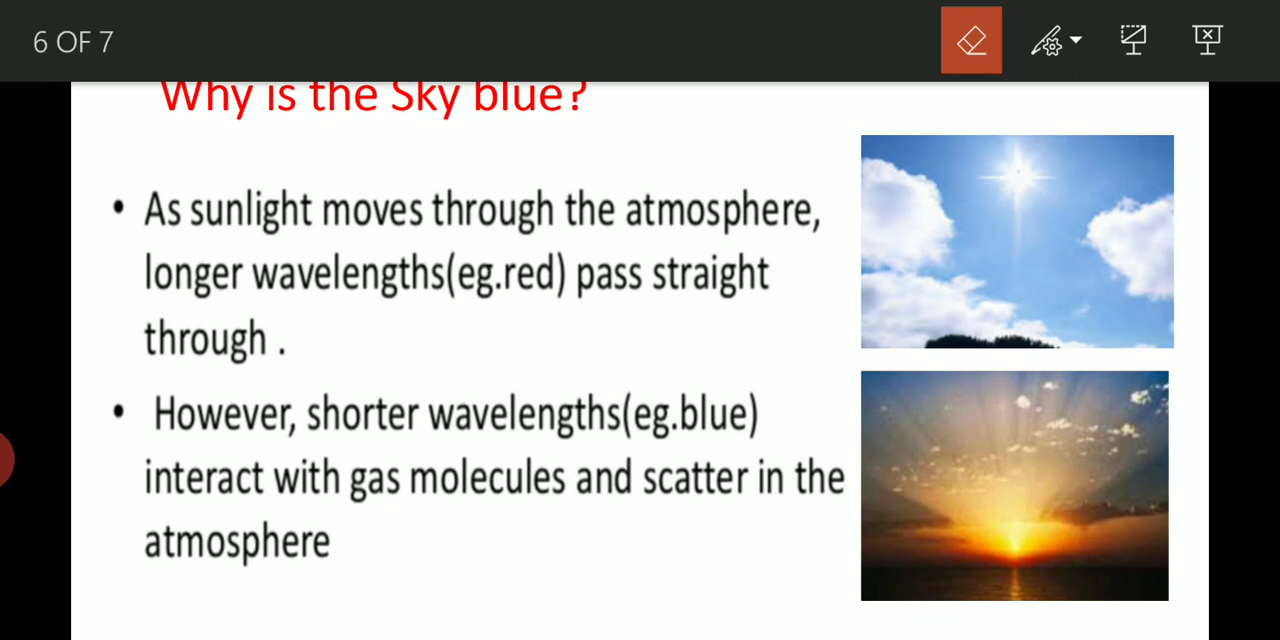 6 OF 7
Why is the Sky blue?
• As sunlight moves through the atmosphere,
longer wavelengths(eg.red) pass straight
through .
• However, shorter wavelengths(eg.blue)
interact with gas molecules and scatter in the
atmosphere